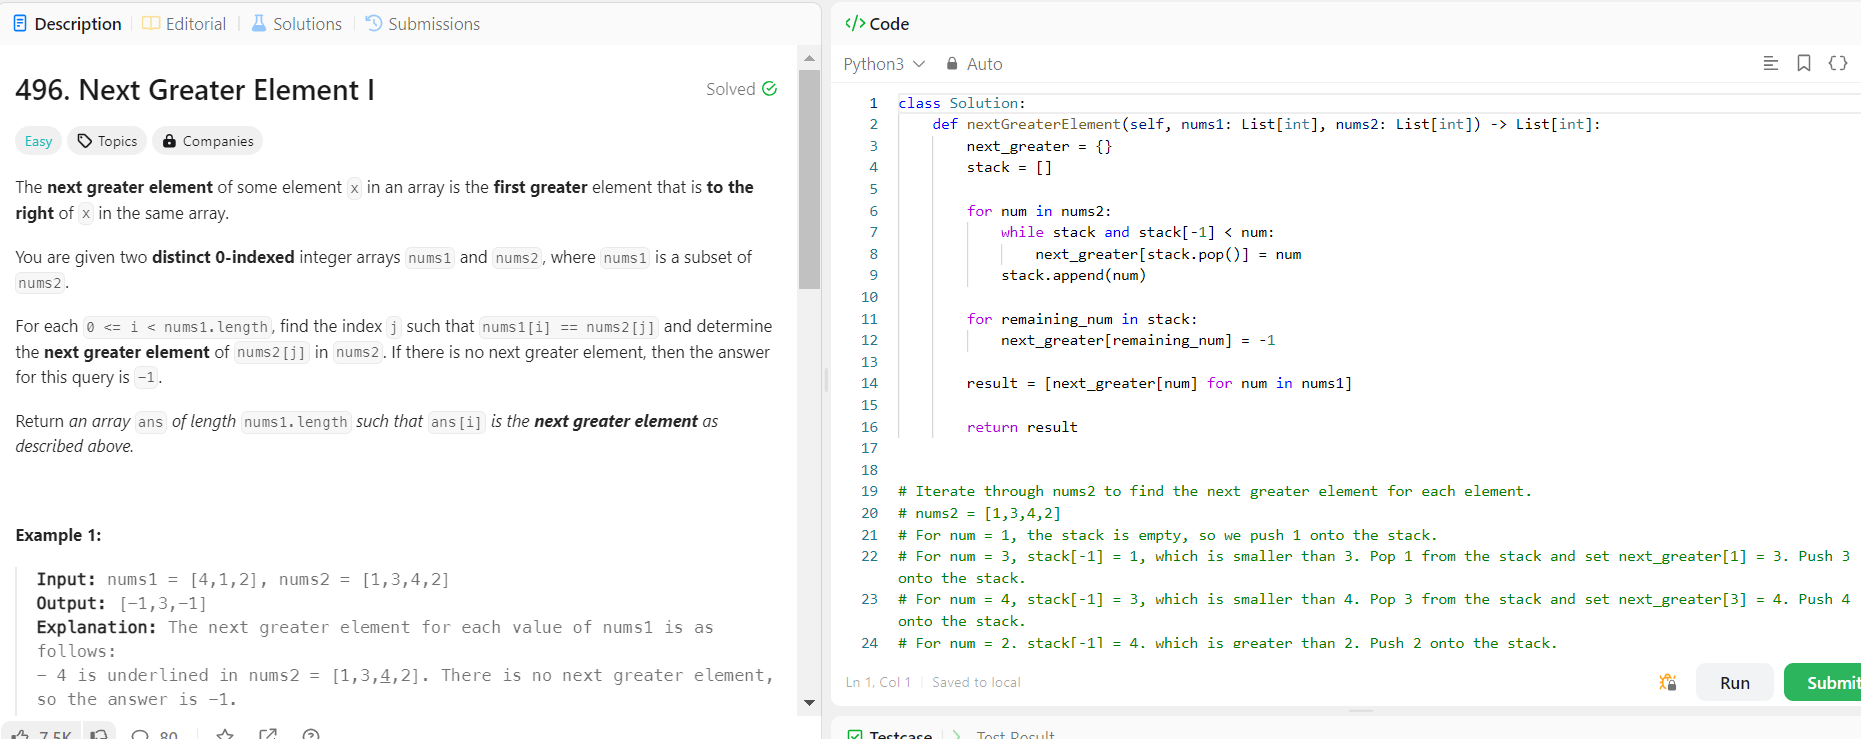 Description
Editorial
Solutions
Submissions
496. Next Greater Element I
Solved
Easy
Topics
Companies
The next greater element of some element x in an array is the first greater element that is to the
right of x in the same array.
You are given two distinct 0-indexed integer arrays nums1 and nums2, where nums1 is a subset of
nums2.
For each 0 <= i < nums1.length, find the index j such that nums1[i] == nums2[j] and determine
the next greater element of nums2[j] in nums2. If there is no next greater element, then the answer
for this query is -1.
Return an array ans of length nums1.length such that ans[i] is the next greater element as
described above.
Example 1:
Input: nums1 = [4,1,2], nums2 = [1,3,4,2]
Output: [-1,3,-1]
Explanation: The next greater element for each value of nums1 is as
follows:
- 4 is underlined in nums2 = [1,3,4,2]. There is no next greater element,
so the answer is -1.
7.5K
80
</> Code
Python3
Auto
1 class Solution:
2     def nextGreaterElement(self, nums1: List[int], nums2: List[int]) -> List[int]:
3         next_greater = {}
4         stack = []
5
6         for num in nums2:
7             while stack and stack[-1] < num:
8                 next_greater[stack.pop()] = num
9             stack.append(num)
10
11         for remaining_num in stack:
12             next_greater[remaining_num] = -1
13
14         result = [next_greater[num] for num in nums1]
15
16         return result
17
18
19 # Iterate through nums2 to find the next greater element for each element.
20 # nums2 = [1,3,4,2]
21 # For num = 1, the stack is empty, so we push 1 onto the stack.
22 # For num = 3, stack[-1] = 1, which is smaller than 3. Pop 1 from the stack and set next_greater[1] = 3. Push 3
onto the stack.
23 # For num = 4, stack[-1] = 3, which is smaller than 4. Pop 3 from the stack and set next_greater[3] = 4. Push 4
onto the stack.
24 # For num = 2, stack[-1] = 4, which is greater than 2. Push 2 onto the stack.
Ln 1, Col 1
Saved to local
Run
Submit
Testcase
Test Result